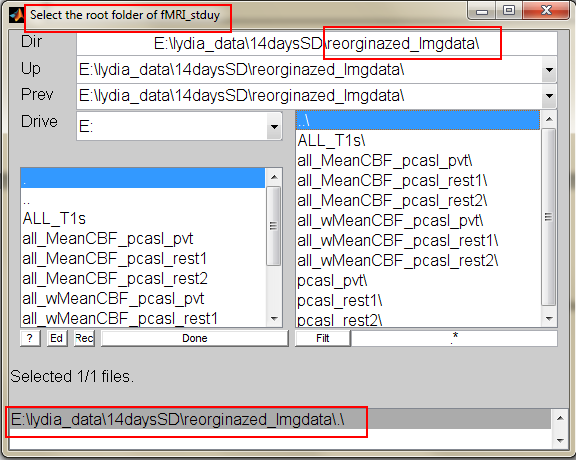 Select the root folder of fMRI_stduy
Dir E:\lydia_data\14daysSD\reorginazed_Imgdata\
Up E:\lydia_data\14daysSD\reorginazed_Imgdata\
Prev E:\lydia_data\14daysSD\reorginazed_Imgdata\
Drive E:
.
..
ALL_T1s
all_MeanCBF_pcasl_pvt
all_MeanCBF_pcasl_rest1
all_MeanCBF_pcasl_rest2
all_wMeanCBF_pcasl_pvt
all_wMeanCBF_pcasl_rest1
..\
ALL_T1s\
all_MeanCBF_pcasl_pvt\
all_MeanCBF_pcasl_rest1\
all_MeanCBF_pcasl_rest2\
all_wMeanCBF_pcasl_pvt\
all_wMeanCBF_pcasl_rest1\
all_wMeanCBF_pcasl_rest2\
pcasl_pvt\
pcasl_rest1\
pcasl_rest2\
? Ed Rec Done Filt .*
Selected 1/1 files.
E:\lydia_data\14daysSD\reorginazed_Imgdata\.\